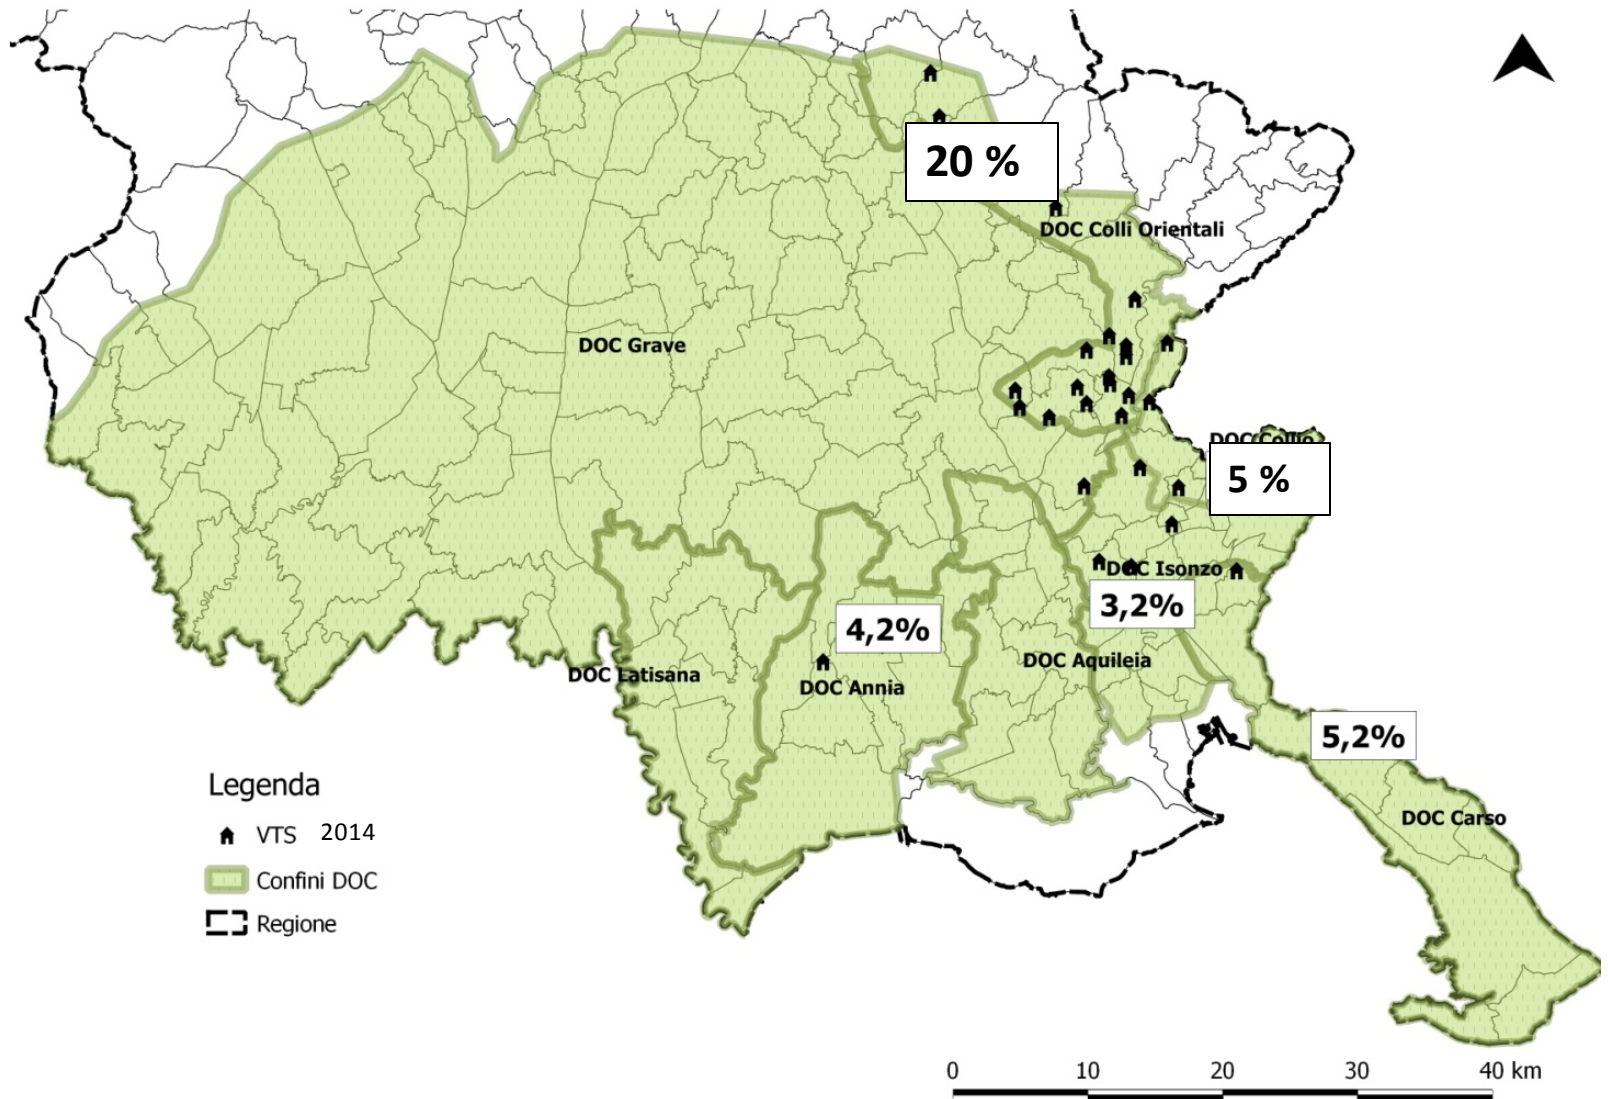 20 %
DOC Colli Orientali
DOC Grave
DOC Collio
5 %
DOC Isonzo
3,2%
4,2%
DOC Aquileia
DOC Latisana
DOC Annia
5,2%
DOC Carso
Legenda
VTS 2014
Confini DOC
Regione
0 10 20 30 40 km